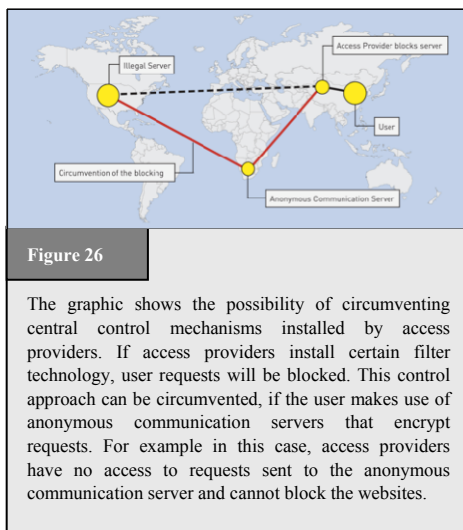 Access Provider blocks server
Illegal Server
User
Circumvention of the blocking
Anonymous Communication Server
Figure 26
The graphic shows the possibility of circumventing
central control mechanisms installed by access
providers. If access providers install certain filter
technology, user requests will be blocked. This control
approach can be circumvented, if the user makes use of
anonymous communication servers that encrypt
requests. For example in this case, access providers
have no access to requests sent to the anonymous
communication server and cannot block the websites.